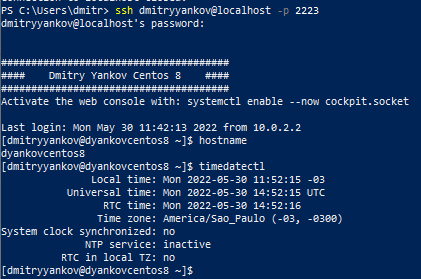 PS C:\Users\dmitr> ssh dmitryyankov@localhost -p 2223
dmitryyankov@localhost's password:
######################################
####    Dmitry Yankov Centos 8    ####
######################################
Activate the web console with: systemctl enable --now cockpit.socket
Last login: Mon May 30 11:42:13 2022 from 10.0.2.2
[dmitryyankov@dyankovcentos8 ~]$ hostname
dyankovcentos8
[dmitryyankov@dyankovcentos8 ~]$ timedatectl
Local time: Mon 2022-05-30 11:52:15 -03
Universal time: Mon 2022-05-30 14:52:15 UTC
RTC time: Mon 2022-05-30 14:52:16
Time zone: America/Sao_Paulo (-03, -0300)
System clock synchronized: no
NTP service: inactive
RTC in local TZ: no
[dmitryyankov@dyankovcentos8 ~]$